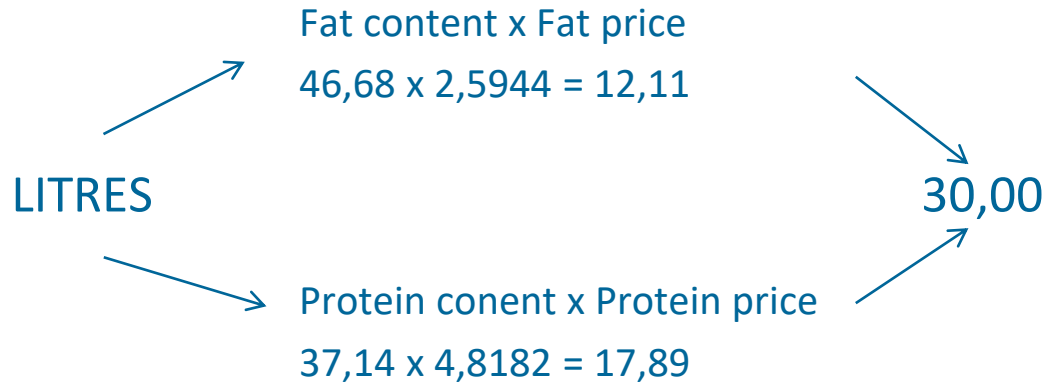 Fat content x Fat price
46,68 x 2,5944 = 12,11
LITRES
30,00
Protein conent x Protein price
37,14 x 4,8182 = 17,89